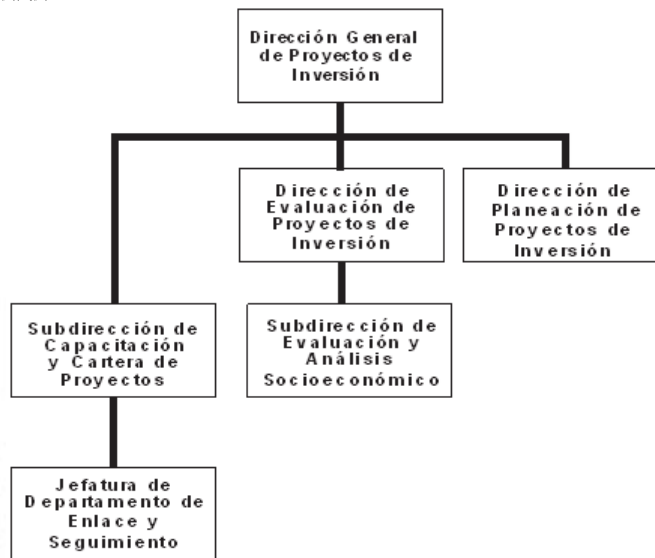 Dirección General
de Proyectos de
Inversión
Dirección de
Evaluación de
Proyectos de
Inversión
Dirección de
Planeación de
Proyectos de
Inversión
Subdirección de
Capacitación
y Cartera de
Proyectos
Subdirección de
Evaluación y
Análisis
Socioeconómico
Jefatura de
Departamento de
Enlace y
Seguimiento